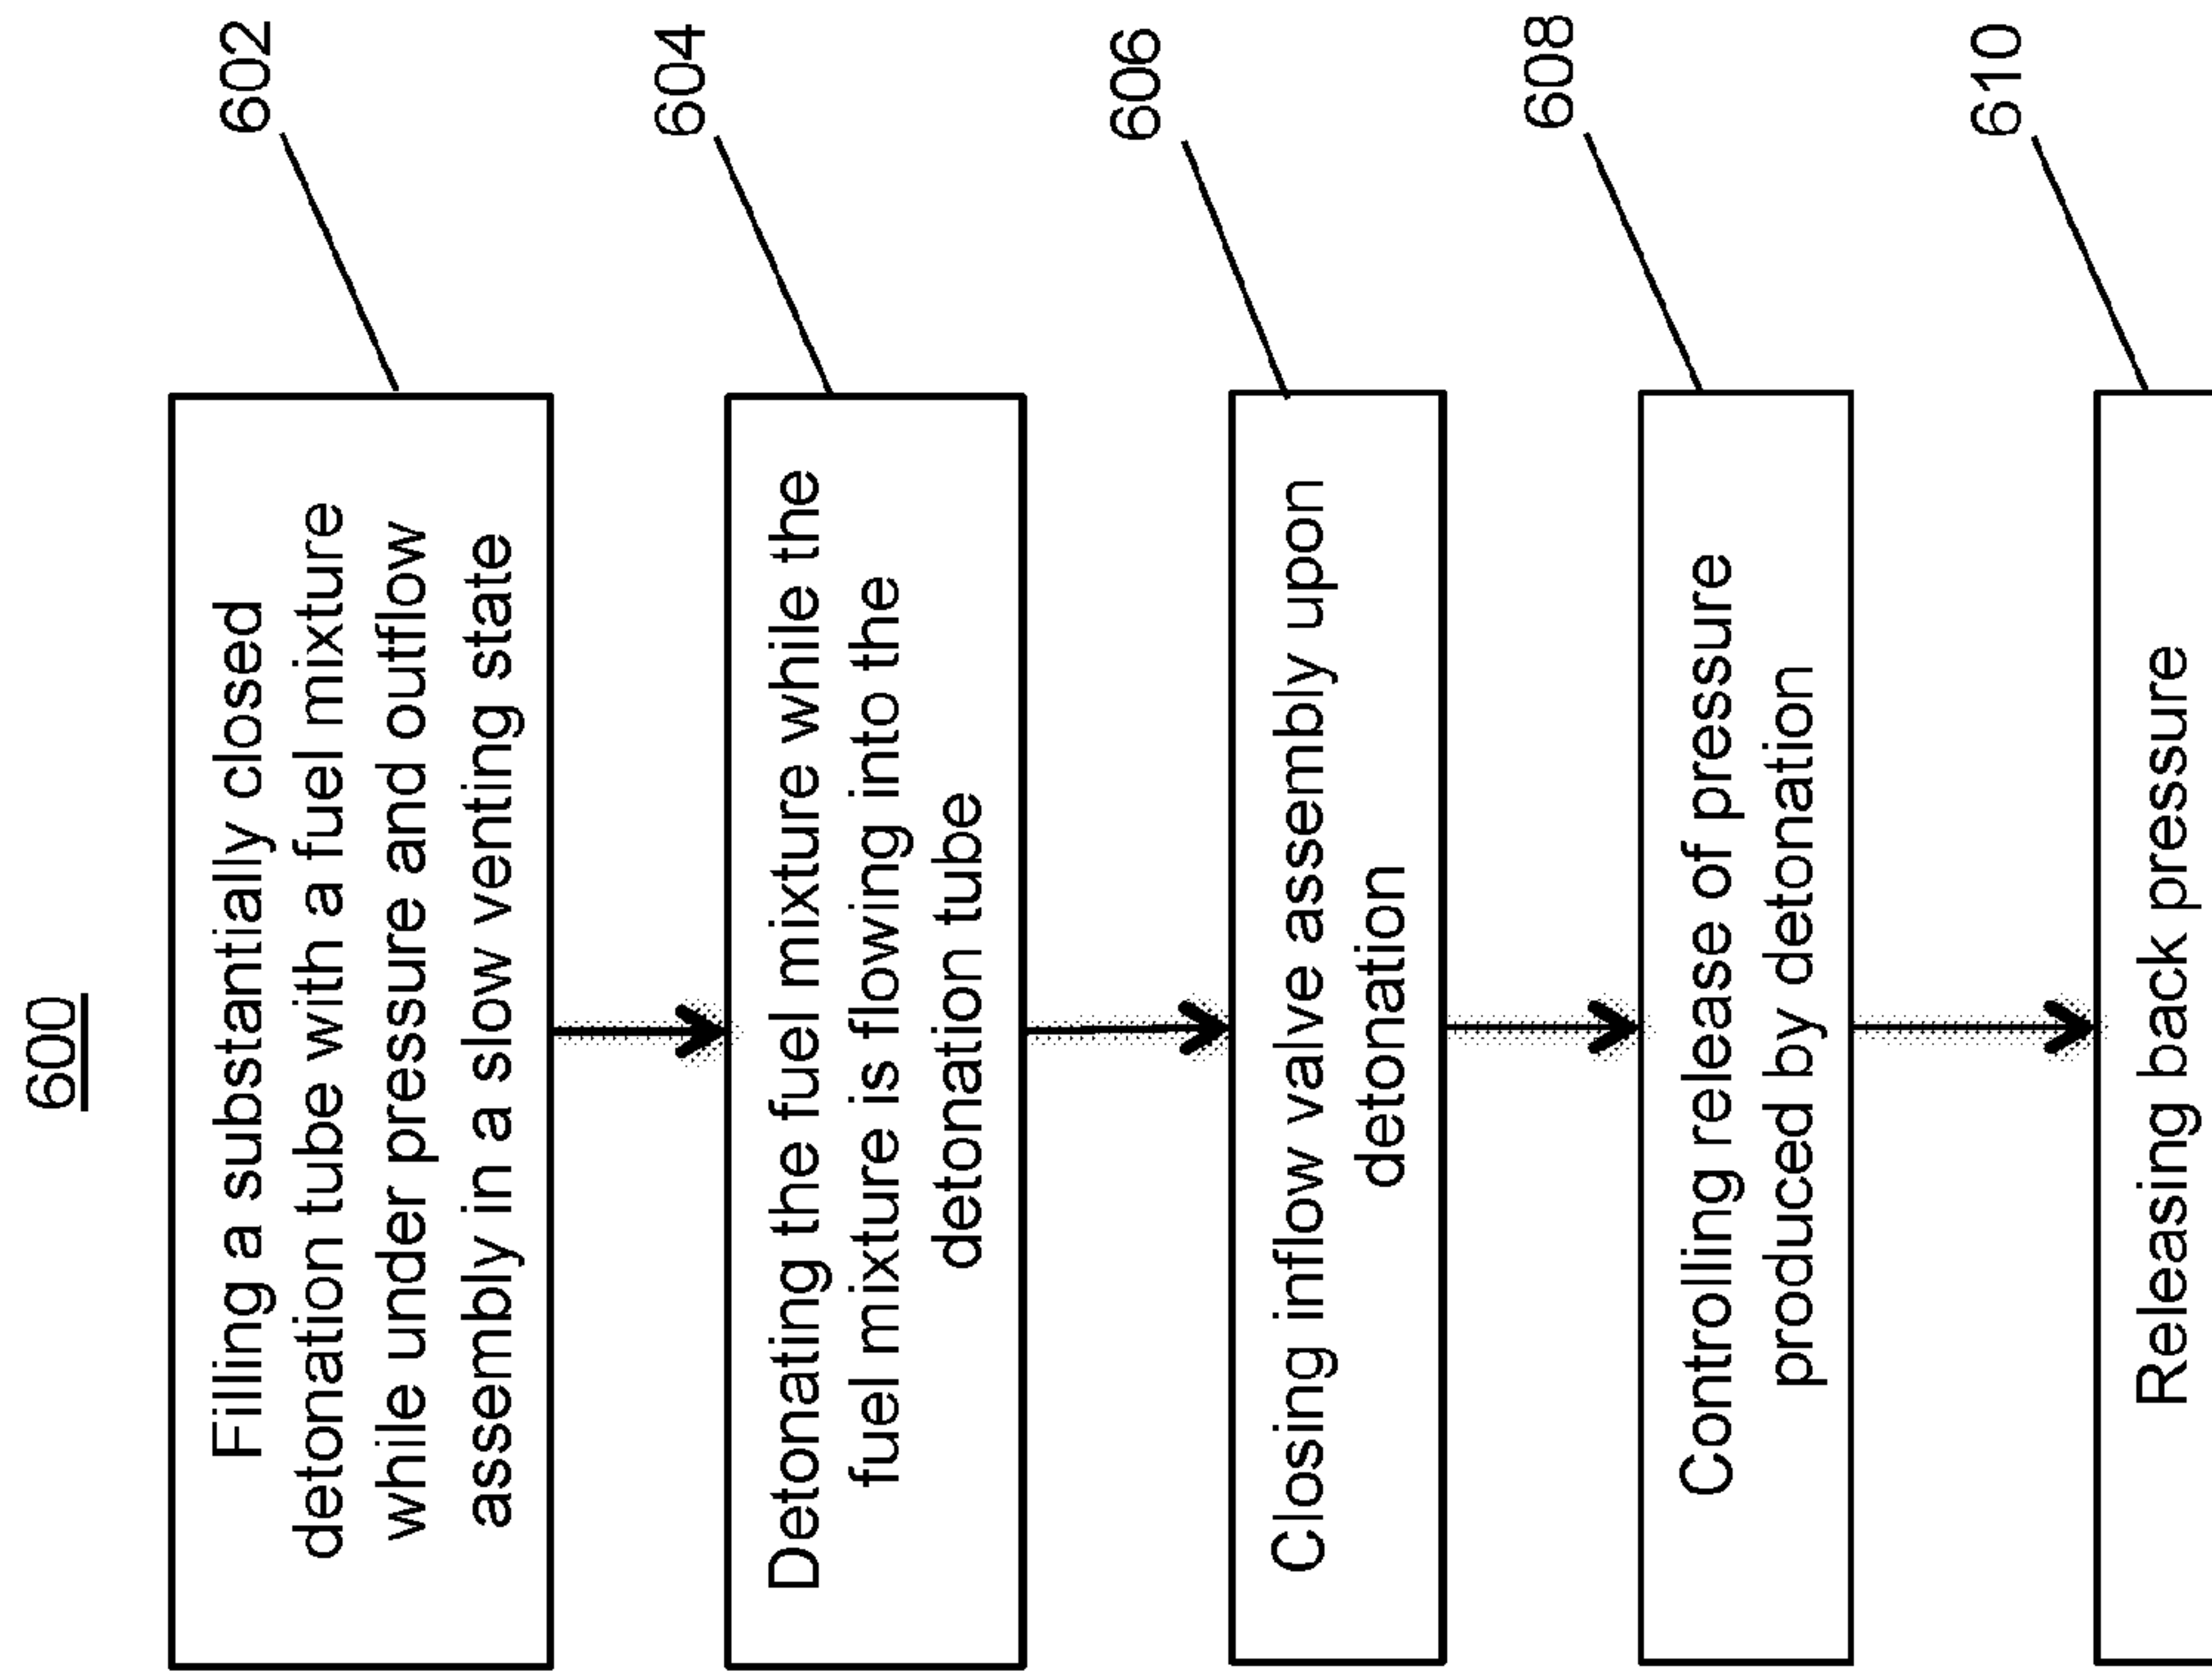 600
602
Filling a substantially closed
detonation tube with a fuel mixture
while under pressure and outflow
assembly in a slow venting state
604
Detonating the fuel mixture while the
fuel mixture is flowing into the
detonation tube
606
Closing inflow valve assembly upon
detonation
608
Controlling release of pressure
produced by detonation
610
Releasing back pressure